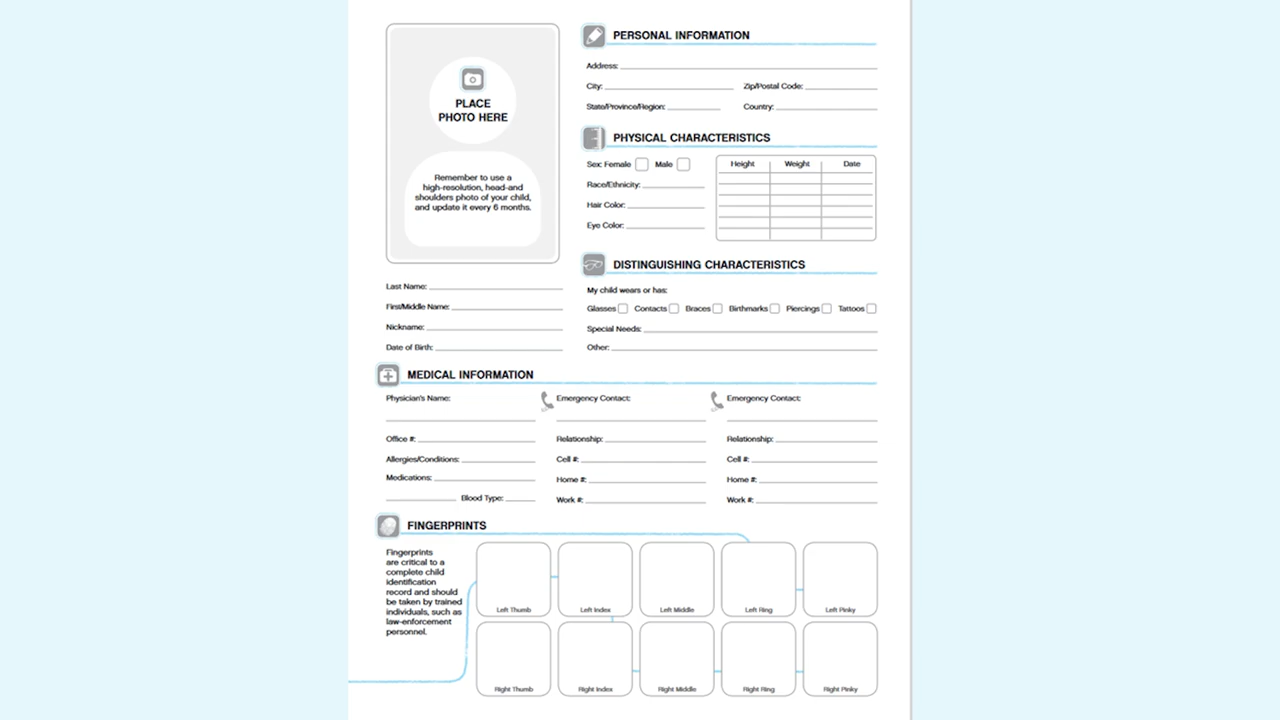 PLACE
PHOTO HERE
Remember to use a
high-resolution, head-and
shoulders photo of your child,
and update it every 6 months.
Last Name:
First/Middle Name:
Nickname:
Date of Birth:
PERSONAL INFORMATION
Address:
City: Zip/Postal Code:
State/Province/Region: Country:
PHYSICAL CHARACTERISTICS
Sex: Female Male
Race/Ethnicity:
Hair Color:
Eye Color:
Height Weight Date
DISTINGUISHING CHARACTERISTICS
My child wears or has:
Glasses Contacts Braces Birthmarks Piercings Tattoos
Special Needs:
Other:
MEDICAL INFORMATION
Physician's Name:
Office #:
Allergies/Conditions:
Medications:
Blood Type:
Emergency Contact:
Relationship:
Cell #:
Home #:
Work #:
Emergency Contact:
Relationship:
Cell #:
Home #:
Work #:
FINGERPRINTS
Fingerprints
are critical to a
complete child
identification
record and should
be taken by trained
individuals, such as
law-enforcement
personnel.
Left Thumb Left Index Left Middle Left Ring Left Pinky
Right Thumb Right Index Right Middle Right Ring Right Pinky